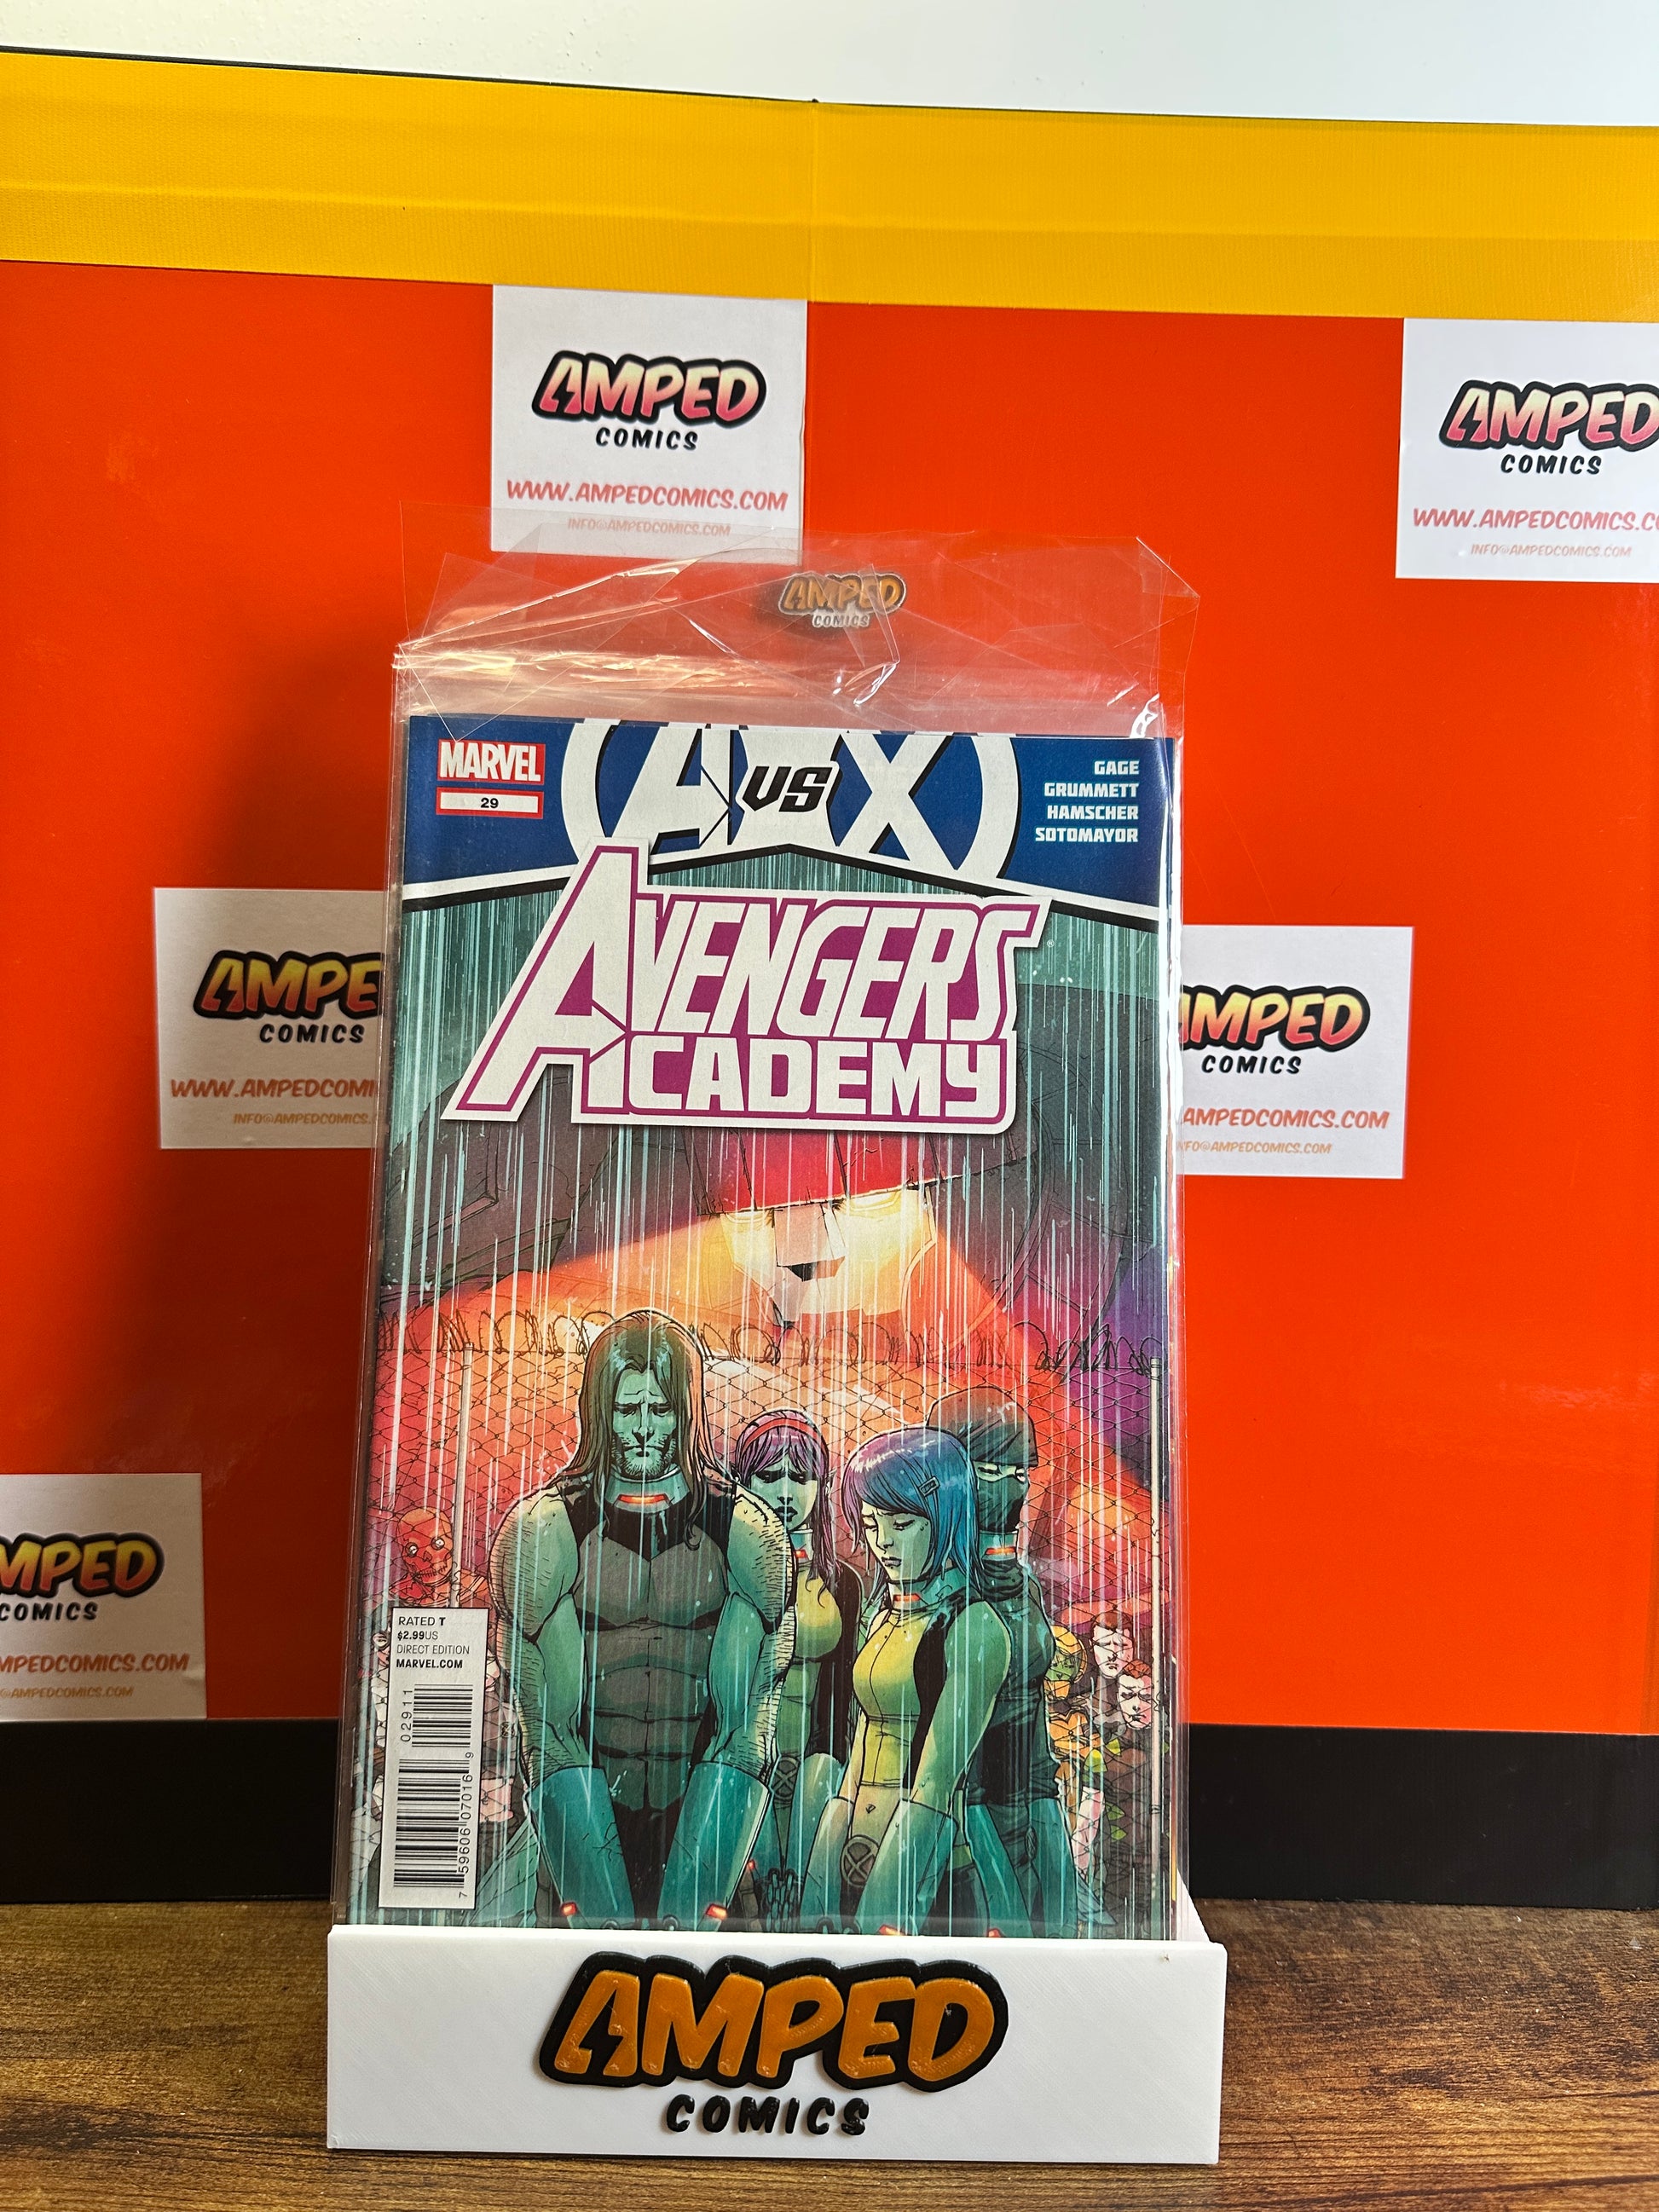 AMPED
COMICS
WWW.AMPEDCOMICS.COM
INFO@AMPEDCOMICS.COM
AMPED
COMICS
WWW.AMPEDCOMICS.CO
INFO@AMPEDCOMICS.COM
AMPED
COMICS
MARVEL
29
A VS X
GAGE
GRUMMETT
HAMSCHER
SOTOMAYOR
AVENGERS
ACADEMY
AMPE
COMICS
WWW.AMPEDCOMI
INFO@AMPEDCOMICS.
AMPED
COMICS
AMPEDCOMICS.COM
NFO@AMPEDCOMICS.COM
MPED
COMICS
MPEDCOMICS.COM
@AMPEDCOMICS.COM
RATED T
$2.99US
DIRECT EDITION
MARVEL.COM
02911
7 59606 07016 9
AMPED
COMICS